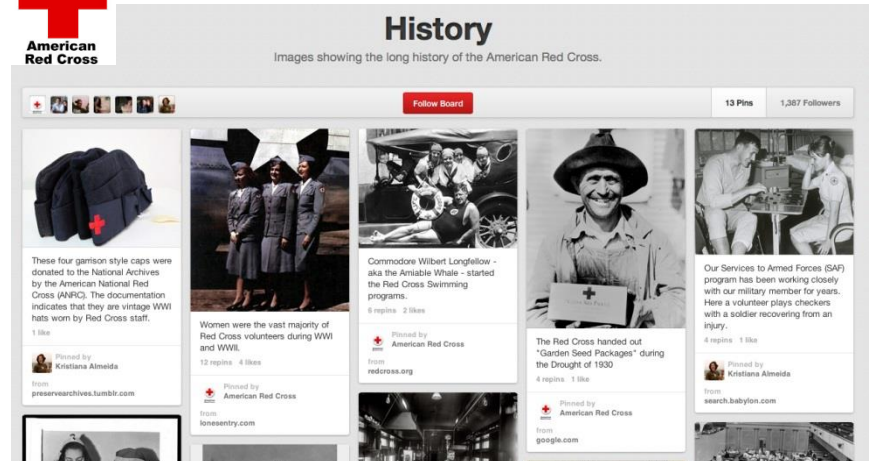 American
Red Cross
History
Images showing the long history of the American Red Cross.
Follow Board
13 Pins
1,387 Followers
These four garrison style caps were
donated to the National Archives
by the American National Red
Cross (ANRC). The documentation
indicates that they are vintage WWI
hats worn by Red Cross staff.
1 like
Pinned by
Kristiana Almeida
from
preservearchives.tumblr.com
Women were the vast majority of
Red Cross volunteers during WWI
and WWII.
12 repins 4 likes
Pinned by
American Red Cross
from
lonesentry.com
Commodore Wilbert Longfellow -
aka the Amiable Whale - started
the Red Cross Swimming
programs.
6 repins 2 likes
Pinned by
American Red Cross
from
redcross.org
The Red Cross handed out
"Garden Seed Packages" during
the Drought of 1930
4 repins 1 like
Pinned by
American Red Cross
from
google.com
Our Services to Armed Forces (SAF)
program has been working closely
with our military member for years.
Here a volunteer plays checkers
with a soldier recovering from an
injury.
4 repins 1 like
Pinned by
Kristiana Almeida
from
search.babylon.com